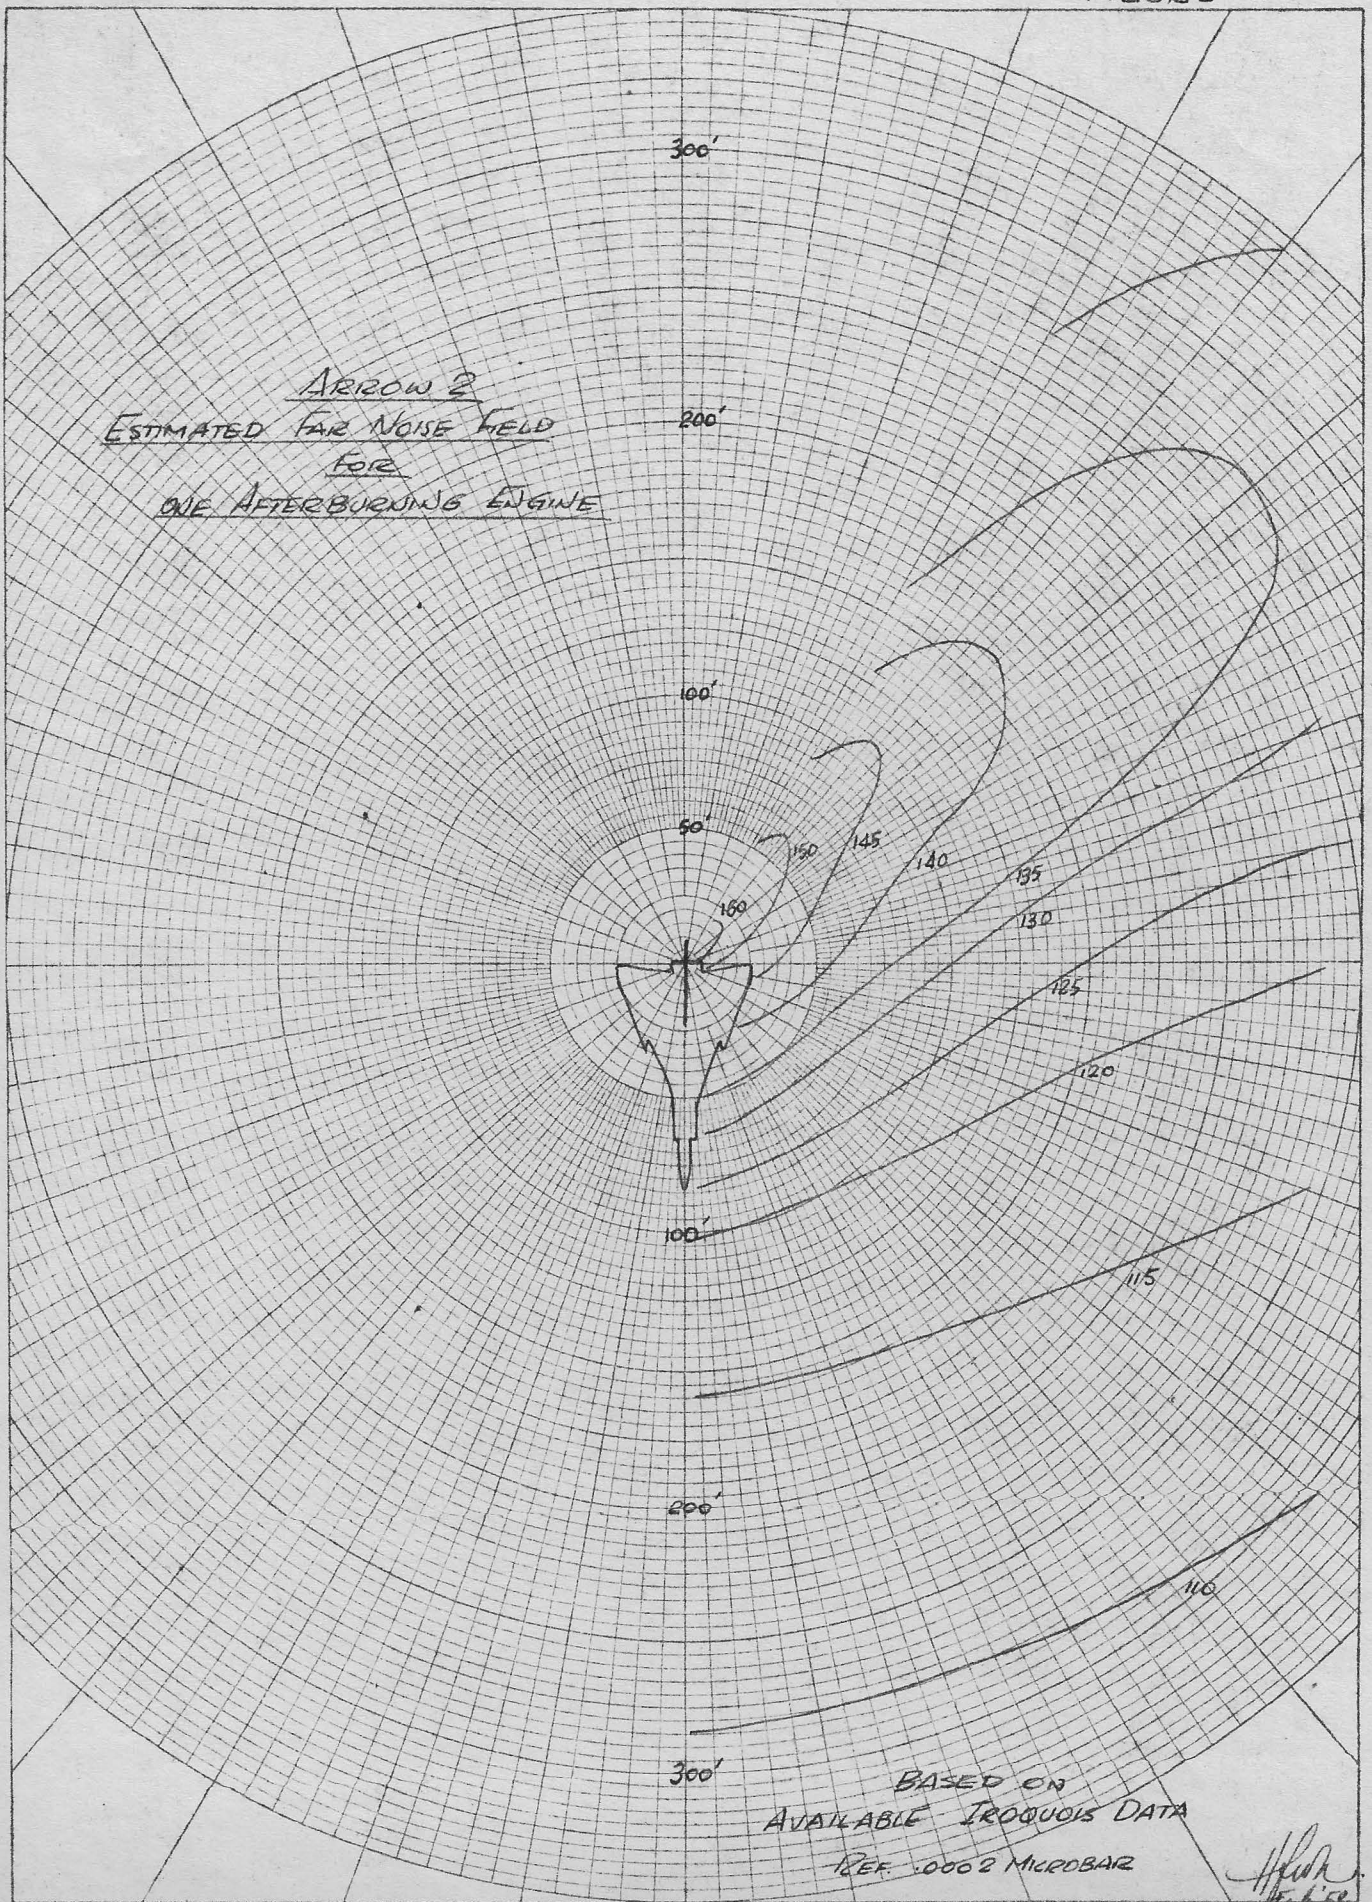 300'
ARROW 2
ESTIMATED FAR NOISE FIELD
FOR
ONE AFTERBURNING ENGINE
200'
100'
50'
150
145
140
135
160
130
125
120
100'
115
200'
110
300'
BASED ON
AVAILABLE IROQUOIS DATA
REF. .0002 MICROBAR